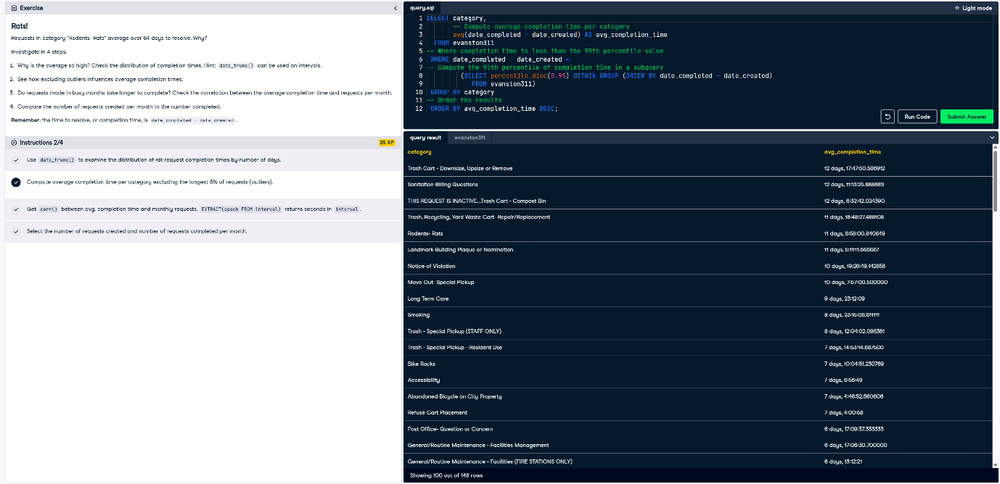 Exercise
Rats!
Requests in category "Rodents- Rats" average over 64 days to resolve. Why?
Investigate in 4 steps:
1. Why is the average so high? Check the distribution of completion times. Hint: date_trunc() can be used on intervals.
2. See how excluding outliers influences average completion times.
3. Do requests made in busy months take longer to complete? Check the correlation between the average completion time and requests per month.
4. Compare the number of requests created per month to the number completed.
Remember: the time to resolve, or completion time, is date_completed - date_created.
Instructions 2/4
25 XP
Use date_trunc() to examine the distribution of rat request completion times by number of days.
Compute average completion time per category excluding the longest 5% of requests (outliers).
Get corr() between avg. completion time and monthly requests. EXTRACT(epoch FROM interval) returns seconds in interval.
Select the number of requests created and number of requests completed per month.
query.sql
Light mode
1 SELECT category,
2 -- Compute average completion time per category
3 avg(date_completed - date_created) AS avg_completion_time
4 FROM evanston311
5 -- Where completion time is less than the 95th percentile value
6 WHERE date_completed - date_created <
7 -- Compute the 95th percentile of completion time in a subquery
8 (SELECT percentile_disc(0.95) WITHIN GROUP (ORDER BY date_completed - date_created)
9 FROM evanston311)
10 GROUP BY category
11 -- Order the results
12 ORDER BY avg_completion_time DESC;
Run Code
Submit Answer
query result
evanston311
category avg_completion_time
Trash Cart - Downsize, Upsize or Remove 12 days, 17:47:50.586912
Sanitation Billing Questions 12 days, 11:13:25.888889
THIS REQUEST IS INACTIVE...Trash Cart - Compost Bin 12 days, 6:32:42.024390
Trash, Recycling, Yard Waste Cart- Repair/Replacement 11 days, 18:48:27.488108
Rodents- Rats 11 days, 8:58:00.840849
Landmark Building Plaque or Nomination 11 days, 5:11:11.666667
Notice of Violation 10 days, 19:28:49.142858
Move Out- Special Pickup 10 days, 7:57:00.500000
Long Term Care 9 days, 23:12:09
Smoking 8 days, 23:15:06.611111
Trash - Special Pickup (STAFF ONLY) 8 days, 12:04:02.098361
Trash - Special Pickup - Resident Use 7 days, 14:53:14.687500
Bike Racks 7 days, 10:04:51.230769
Accessibility 7 days, 6:56:49
Abandoned Bicycle on City Property 7 days, 4:46:52.560606
Refuse Cart Placement 7 days, 4:00:58
Post Office- Question or Concern 6 days, 17:09:37.333333
General/Routine Maintenance - Facilities Management 6 days, 17:06:30.700000
General/Routine Maintenance - Facilities (FIRE STATIONS ONLY) 6 days, 13:12:21
Showing 100 out of 148 rows